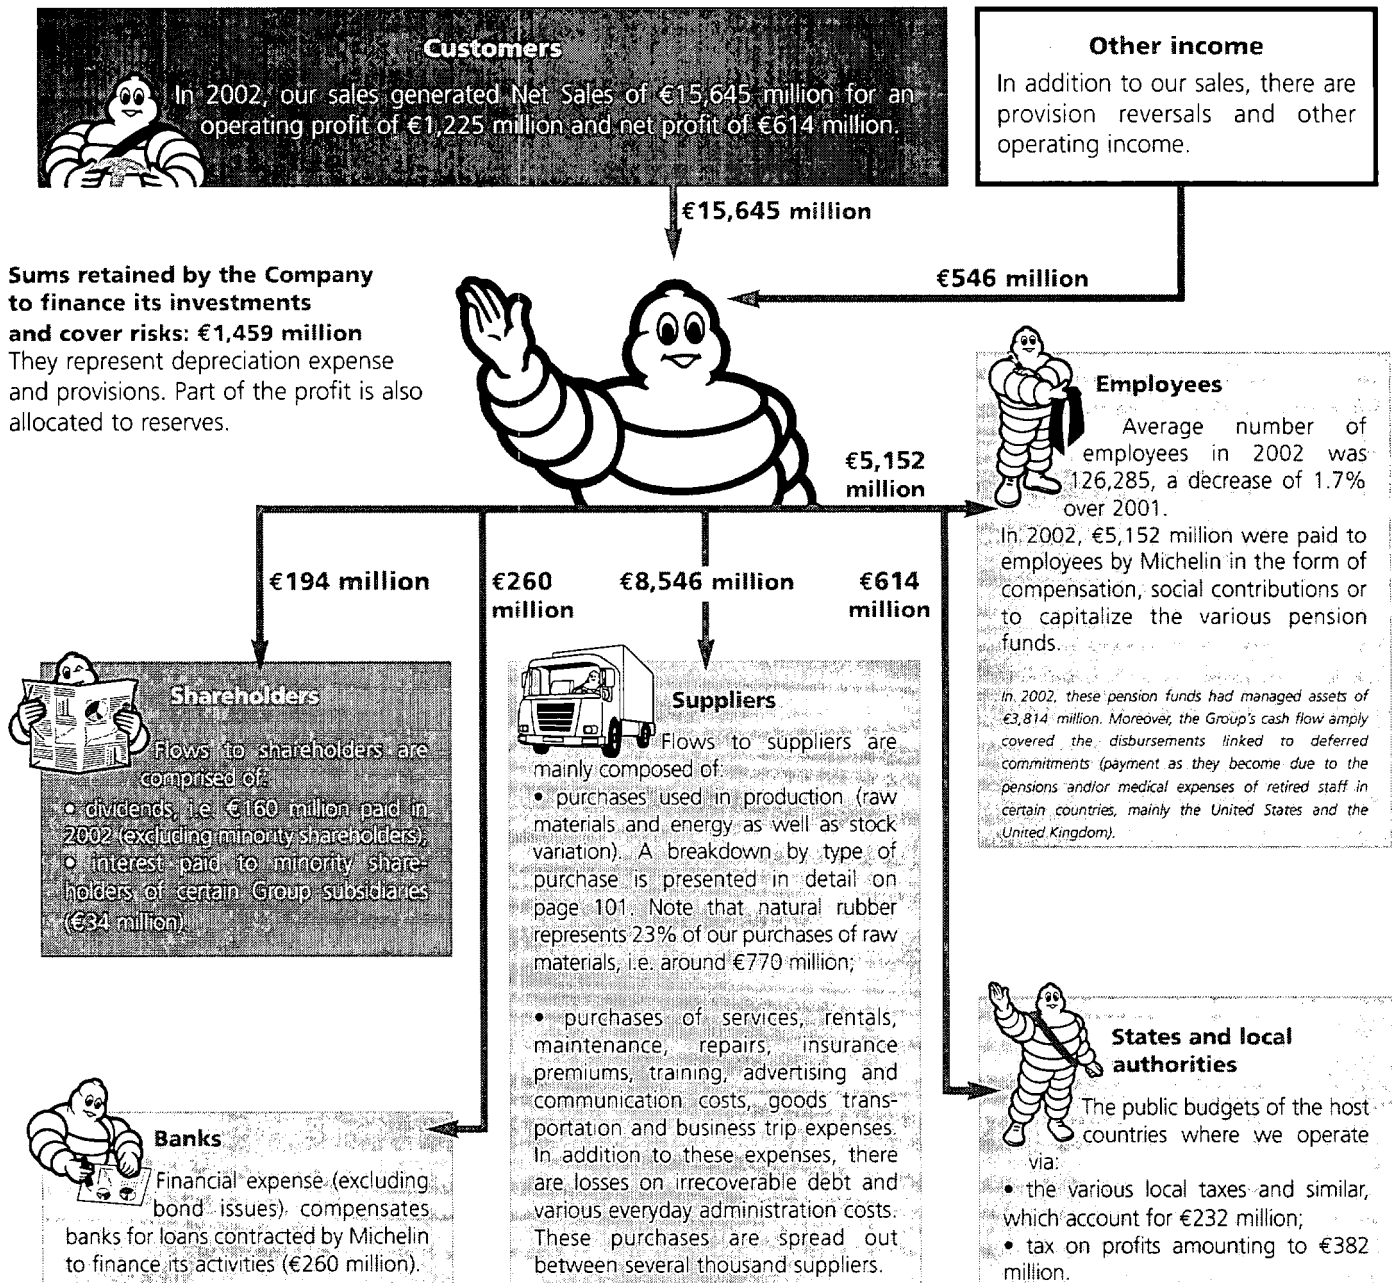 Customers
In 2002, our sales generated Net Sales of €15,645 million for an
operating profit of €1,225 million and net profit of €614 million.
Other income
In addition to our sales, there are
provision reversals and other
operating income.
€15,645 million
€546 million
Sums retained by the Company
to finance its investments
and cover risks: €1,459 million
They represent depreciation expense
and provisions. Part of the profit is also
allocated to reserves.
€5,152
million
Employees
Average number of
employees in 2002 was
126,285, a decrease of 1.7%
over 2001.
In 2002, €5,152 million were paid to
employees by Michelin in the form of
compensation, social contributions or
to capitalize the various pension
funds.
In 2002, these pension funds had managed assets of
€3,814 million. Moreover, the Group's cash flow amply
covered the disbursements linked to deferred
commitments (payment as they become due to the
pensions and/or medical expenses of retired staff in
certain countries, mainly the United States and the
United Kingdom).
€194 million
€260
million
€8,546 million
€614
million
Shareholders
Flows to shareholders are
comprised of:
• dividends, i.e. €160 million paid in
2002 (excluding minority shareholders);
• interest paid to minority share-
holders of certain Group subsidiaries
(€34 million)
Suppliers
Flows to suppliers are
mainly composed of:
• purchases used in production (raw
materials and energy as well as stock
variation). A breakdown by type of
purchase is presented in detail on
page 101. Note that natural rubber
represents 23% of our purchases of raw
materials, i.e. around €770 million;
• purchases of services, rentals,
maintenance, repairs, insurance
premiums, training, advertising and
communication costs, goods trans-
portation and business trip expenses.
In addition to these expenses, there
are losses on irrecoverable debt and
various everyday administration costs.
These purchases are spread out
between several thousand suppliers.
Banks
Financial expense (excluding
bond issues) compensates
banks for loans contracted by Michelin
to finance its activities (€260 million).
States and local
authorities
The public budgets of the host
countries where we operate
via:
• the various local taxes and similar,
which account for €232 million;
• tax on profits amounting to €382
million.